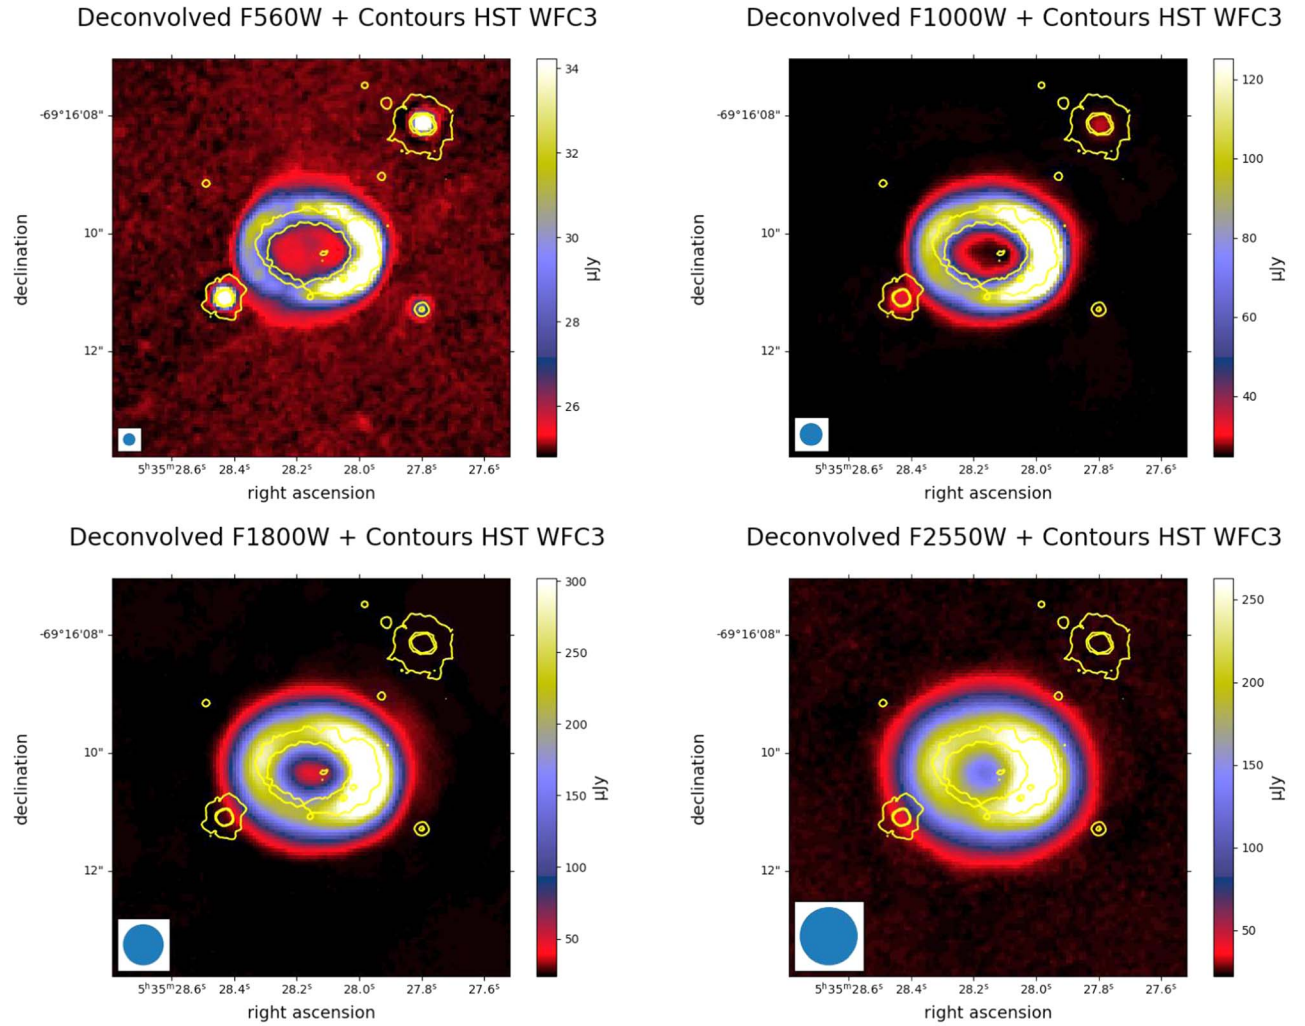 Deconvolved F560W + Contours HST WFC3
Deconvolved F1000W + Contours HST WFC3
-69°16'08"
10"
12"
declination
34
32
30
28
26
μJy
5ʰ35ᵐ28.6ˢ 28.4ˢ 28.2ˢ 28.0ˢ 27.8ˢ 27.6ˢ
right ascension
-69°16'08"
10"
12"
declination
120
100
80
60
40
μJy
5ʰ35ᵐ28.6ˢ 28.4ˢ 28.2ˢ 28.0ˢ 27.8ˢ 27.6ˢ
right ascension
Deconvolved F1800W + Contours HST WFC3
Deconvolved F2550W + Contours HST WFC3
-69°16'08"
10"
12"
declination
300
250
200
150
100
50
μJy
5ʰ35ᵐ28.6ˢ 28.4ˢ 28.2ˢ 28.0ˢ 27.8ˢ 27.6ˢ
right ascension
-69°16'08"
10"
12"
declination
250
200
150
100
50
μJy
5ʰ35ᵐ28.6ˢ 28.4ˢ 28.2ˢ 28.0ˢ 27.8ˢ 27.6ˢ
right ascension